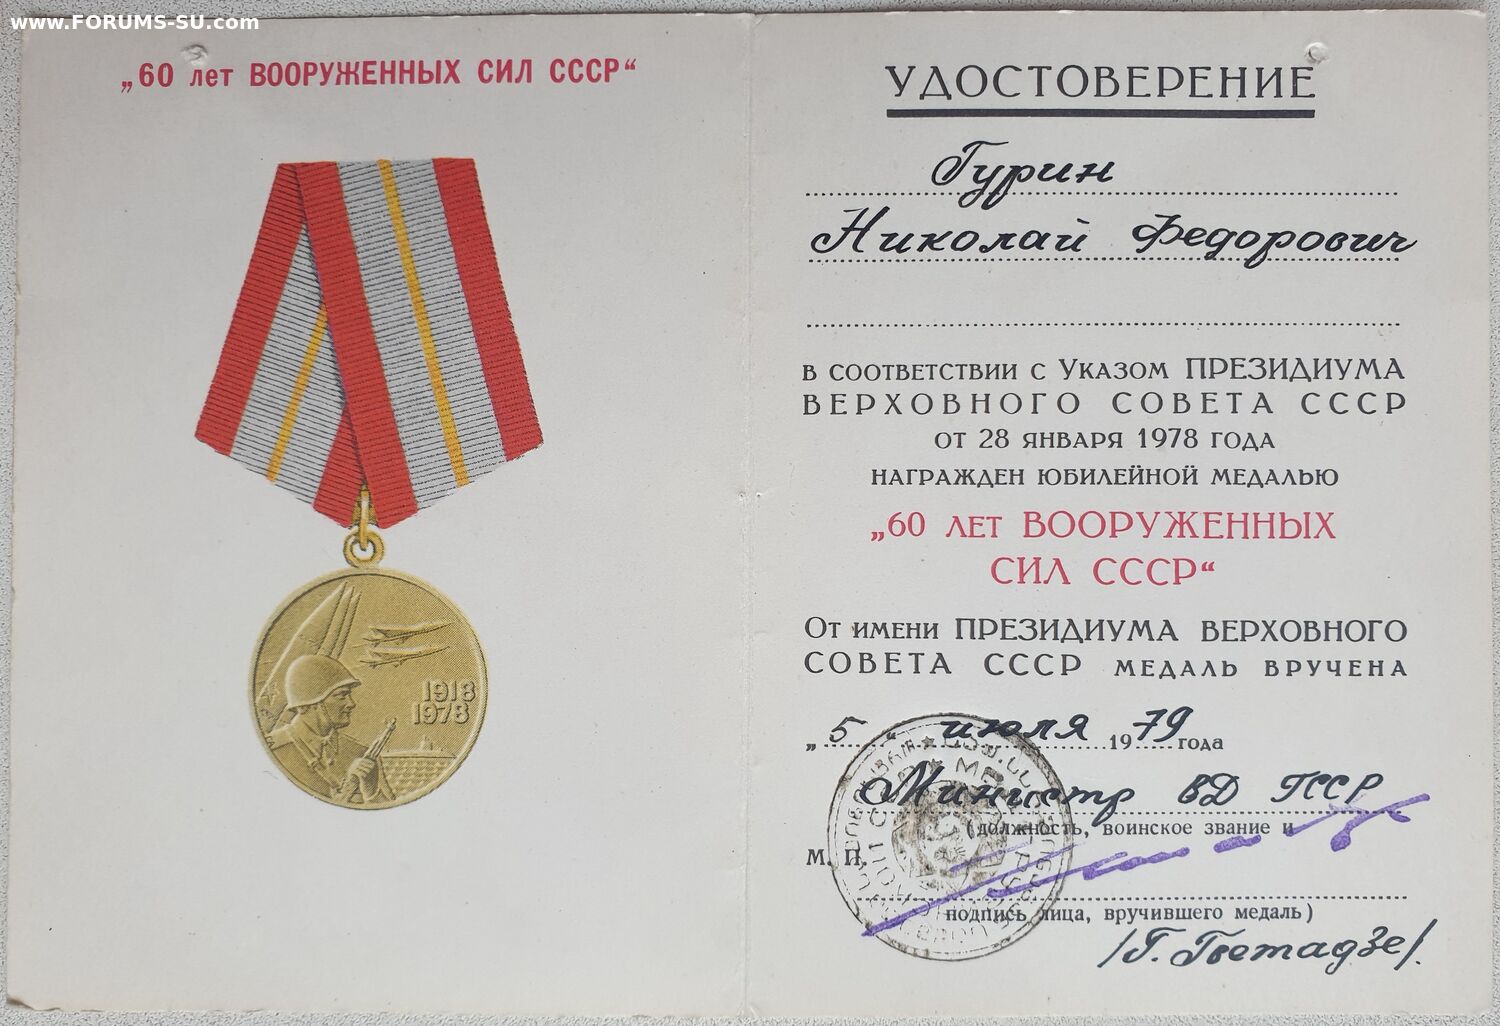 www.FORUMS-SU.com
„60 лет ВООРУЖЕННЫХ СИЛ СССР“
1918
1978
УДОСТОВЕРЕНИЕ
Гурин
Николай Федорович
в соответствии с Указом ПРЕЗИДИУМА
ВЕРХОВНОГО СОВЕТА СССР
от 28 января 1978 года
награжден юбилейной медалью
„60 лет ВООРУЖЕННЫХ
СИЛ СССР“
От имени ПРЕЗИДИУМА ВЕРХОВНОГО
СОВЕТА СССР медаль вручена
„5“ июля 1979 года
Министр ВД ГССР
(должность, воинское звание и
М. П.
подпись лица, вручившего медаль)
/Г. Гветадзе/.